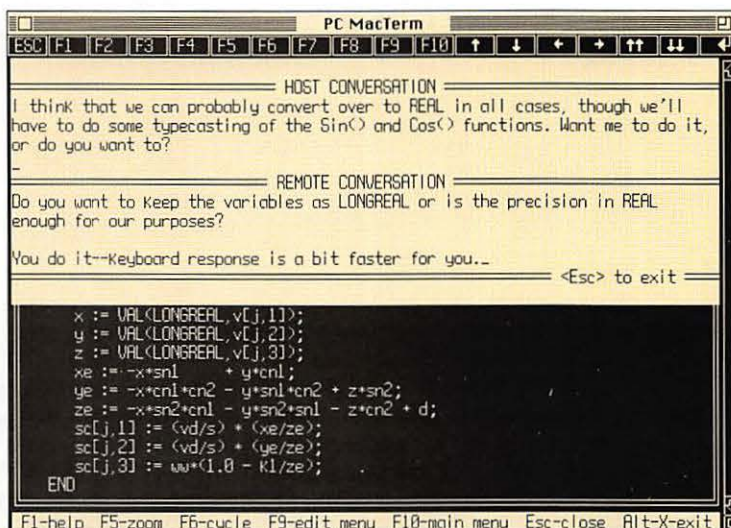 PC MacTerm
ESC F1 F2 F3 F4 F5 F6 F7 F8 F9 F10 ↑ ↓ ← → ↑↑ ↓↓ ↵
HOST CONVERSATION
I think that we can probably convert over to REAL in all cases, though we'll
have to do some typecasting of the Sin() and Cos() functions. Want me to do it,
or do you want to?
_
REMOTE CONVERSATION
Do you want to keep the variables as LONGREAL or is the precision in REAL
enough for our purposes?
You do it--Keyboard response is a bit faster for you._
<Esc> to exit
x := VAL(LONGREAL,v[j,1]);
y := VAL(LONGREAL,v[j,2]);
z := VAL(LONGREAL,v[j,3]);
xe := -x*sn1 + y*cn1;
ye := -x*cn1*cn2 - y*sn1*cn2 + z*sn2;
ze := -x*sn2*cn1 - y*sn2*sn1 - z*cn2 + d;
sc[j,1] := (vd/s) * (xe/ze);
sc[j,2] := (vd/s) * (ye/ze);
sc[j,3] := ww*(1.0 - K1/ze);
END
F1-help F5-zoom F6-cycle F9-edit menu F10-main menu Esc-close Alt-X-exit